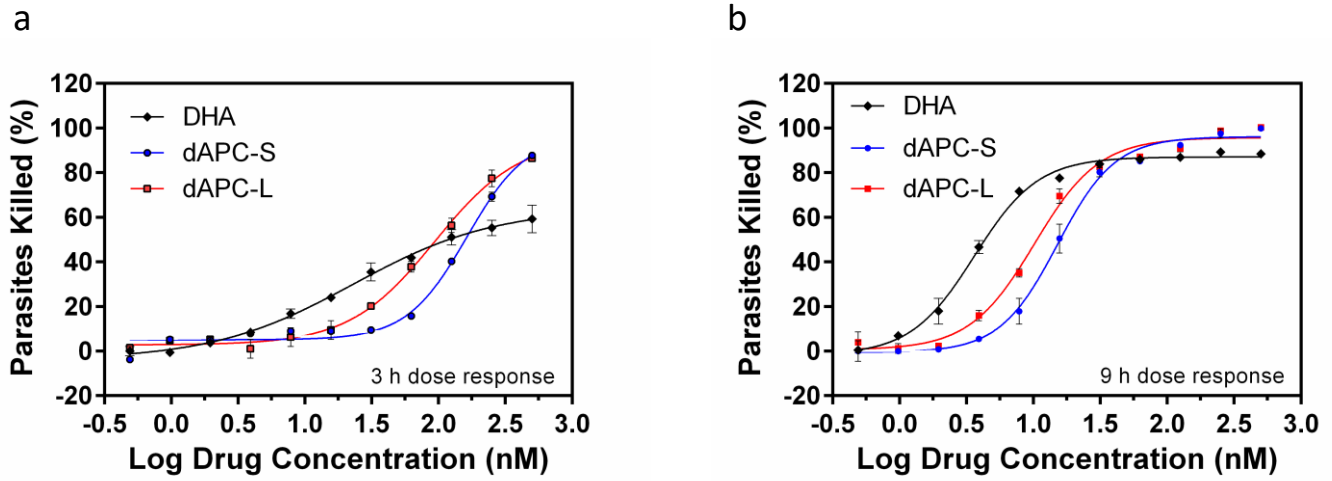 a
120
100
80
60
40
20
0
-20
Parasites Killed (%)
DHA
dAPC-S
dAPC-L
3 h dose response
-0.5 0.0 0.5 1.0 1.5 2.0 2.5 3.0
Log Drug Concentration (nM)
b
120
100
80
60
40
20
0
-20
Parasites Killed (%)
DHA
dAPC-S
dAPC-L
9 h dose response
-0.5 0.0 0.5 1.0 1.5 2.0 2.5 3.0
Log Drug Concentration (nM)